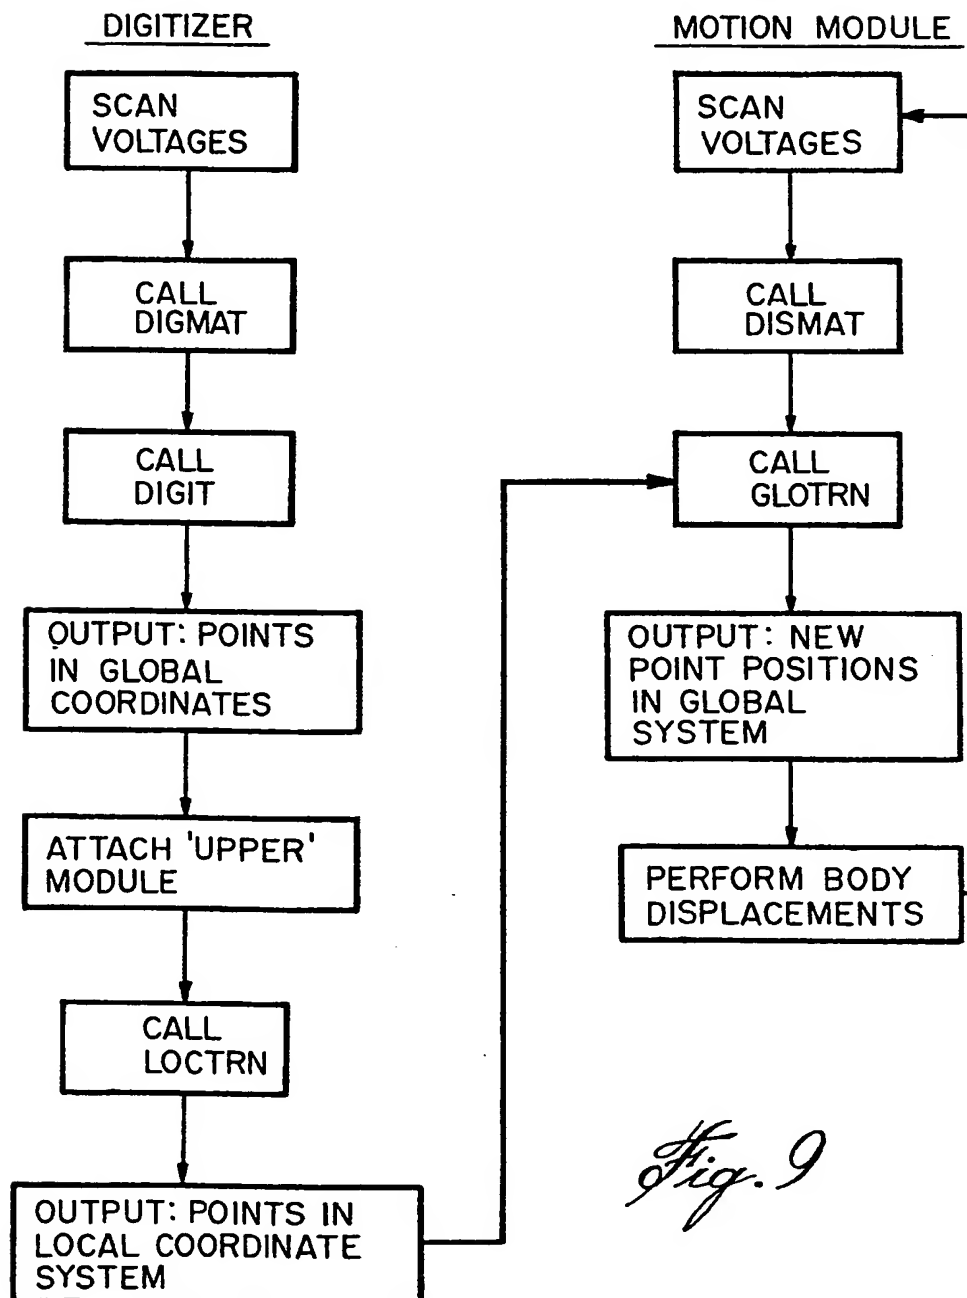 DIGITIZER
SCAN
VOLTAGES
CALL
DIGMAT
CALL
DIGIT
OUTPUT: POINTS
IN GLOBAL
COORDINATES
ATTACH 'UPPER'
MODULE
CALL
LOCTRN
OUTPUT: POINTS IN
LOCAL COORDINATE
SYSTEM
MOTION MODULE
SCAN
VOLTAGES
CALL
DISMAT
CALL
GLOTRN
OUTPUT: NEW
POINT POSITIONS
IN GLOBAL
SYSTEM
PERFORM BODY
DISPLACEMENTS
Fig. 9